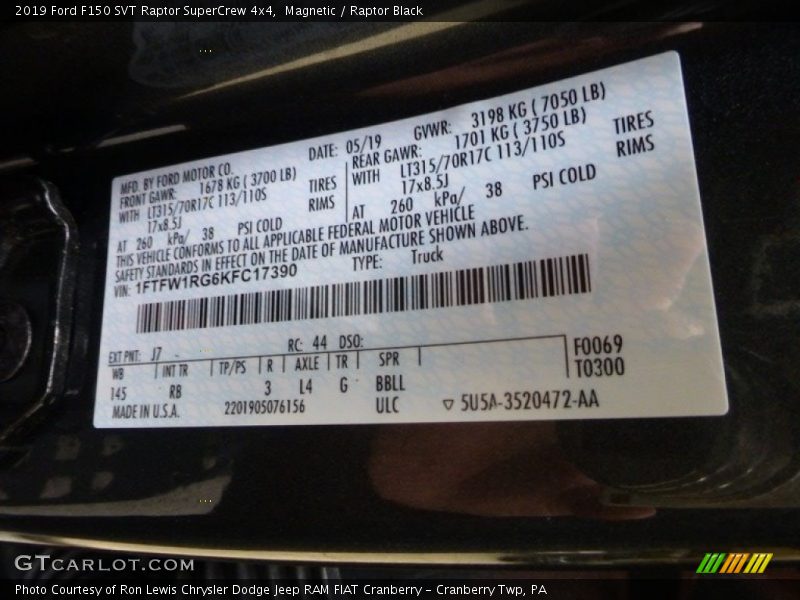 2019 Ford F150 SVT Raptor SuperCrew 4x4, Magnetic / Raptor Black
MFD. BY FORD MOTOR CO. DATE: 05/19 GVWR: 3198 KG ( 7050 LB)
FRONT GAWR: 1678 KG ( 3700 LB) REAR GAWR: 1701 KG ( 3750 LB)
WITH LT315/70R17C 113/110S TIRES WITH LT315/70R17C 113/110S TIRES
17x8.5J RIMS 17x8.5J RIMS
AT 260 kPa/ 38 PSI COLD AT 260 kPa/ 38 PSI COLD
THIS VEHICLE CONFORMS TO ALL APPLICABLE FEDERAL MOTOR VEHICLE
SAFETY STANDARDS IN EFFECT ON THE DATE OF MANUFACTURE SHOWN ABOVE.
VIN: 1FTFW1RG6KFC17390 TYPE: Truck
EXT PNT: J7 RC: 44 DSO: F0069
WB INT TR TP/PS R AXLE TR SPR T0300
145 RB 3 L4 G BBLL
MADE IN U.S.A. 2201905076156 ULC ▽ 5U5A-3520472-AA
GTCARLOT.COM
Photo Courtesy of Ron Lewis Chrysler Dodge Jeep RAM FIAT Cranberry – Cranberry Twp, PA